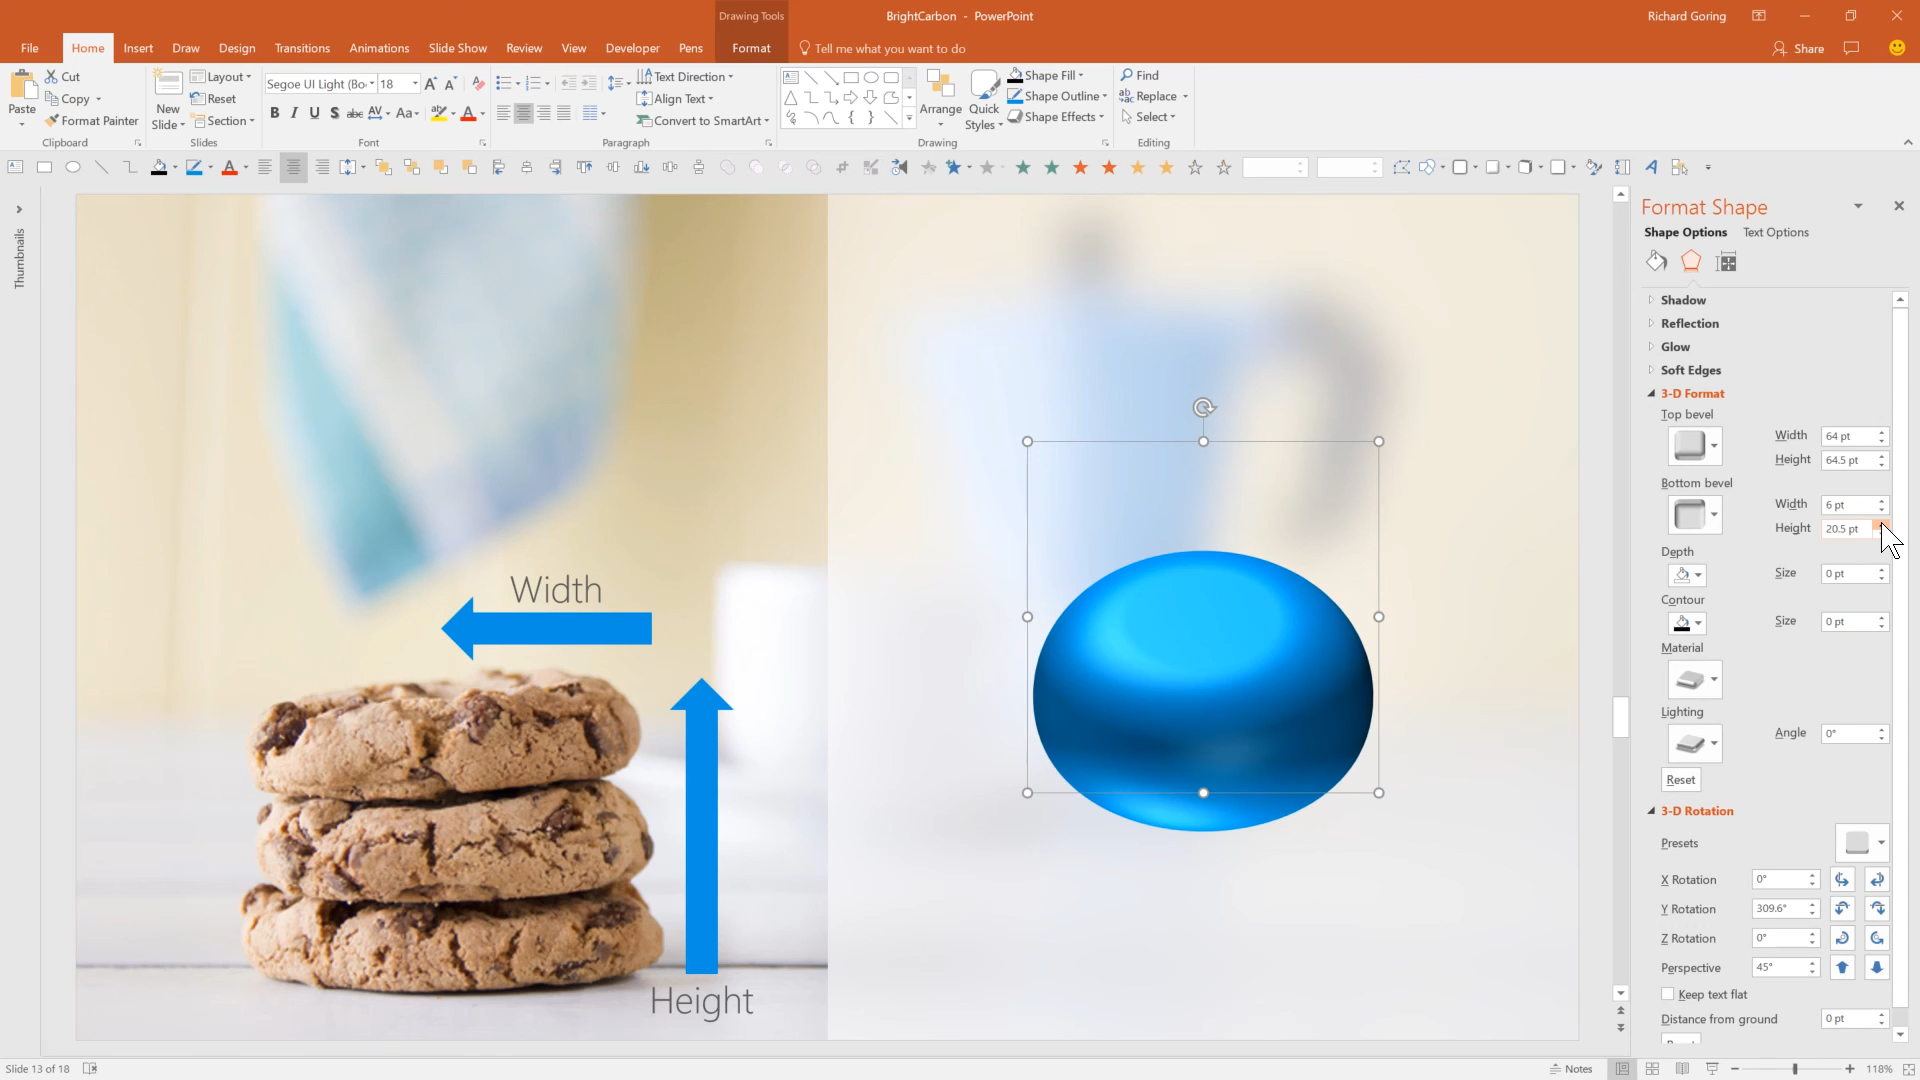 Drawing Tools
BrightCarbon - PowerPoint
Richard Goring
File Home Insert Draw Design Transitions Animations Slide Show Review View Developer Pens Format Tell me what you want to do Share
Paste
Cut
Copy
Format Painter
Clipboard
New Slide
Layout
Reset
Section
Slides
Segoe UI Light (Bo 18
B I U S abc AV Aa A
Font
Text Direction
Align Text
Convert to SmartArt
Paragraph
Arrange
Quick Styles
Shape Fill
Shape Outline
Shape Effects
Drawing
Find
Replace
Select
Editing
Thumbnails
Width
Height
Format Shape
Shape Options Text Options
Shadow
Reflection
Glow
Soft Edges
3-D Format
Top bevel
Width 64 pt
Height 64.5 pt
Bottom bevel
Width 6 pt
Height 20.5 pt
Depth
Size 0 pt
Contour
Size 0 pt
Material
Lighting
Angle 0°
Reset
3-D Rotation
Presets
X Rotation 0°
Y Rotation 309.6°
Z Rotation 0°
Perspective 45°
Keep text flat
Distance from ground 0 pt
Slide 13 of 18
Notes
118%